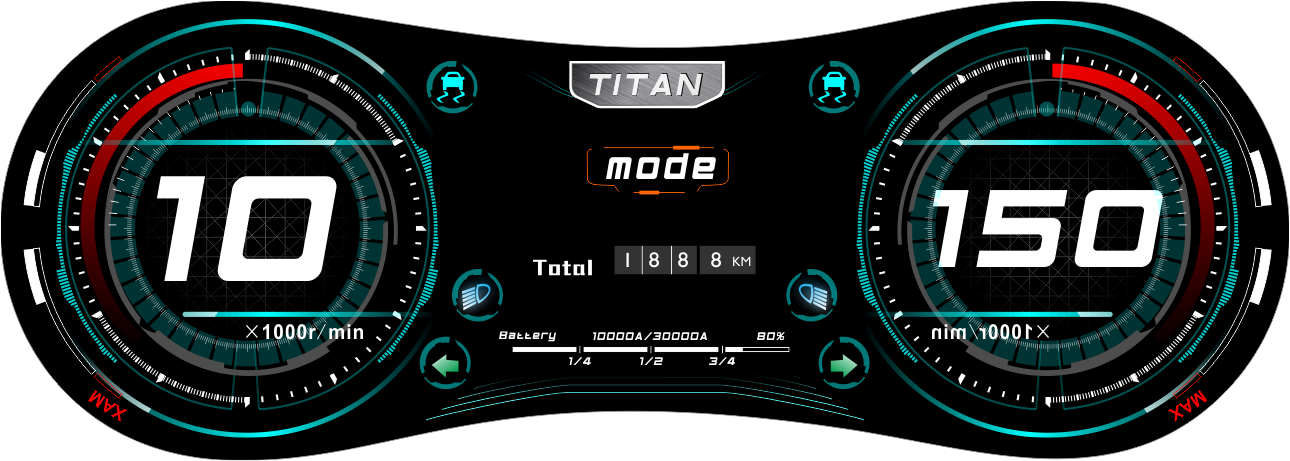 TITAN
mode
10
×1000r/min
150
×1000r/min
Total 1888 KM
Battery 10000A/30000A 80%
1/4 1/2 3/4
MAX
MAX